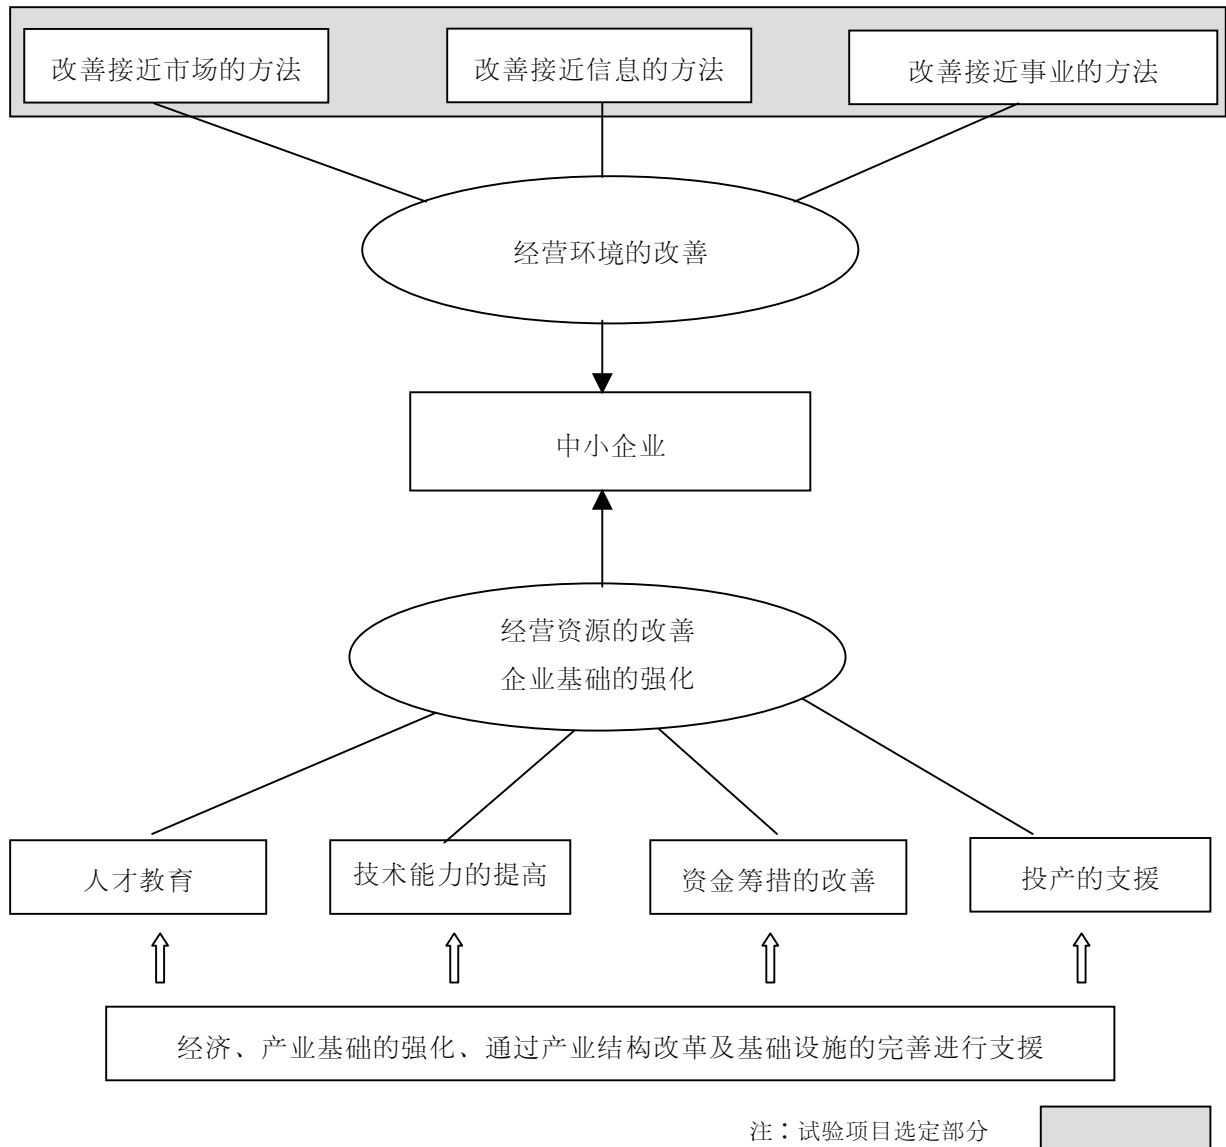 改善接近市场的方法
改善接近信息的方法
改善接近事业的方法
经营环境的改善
中小企业
经营资源的改善
企业基础的强化
人才教育
技术能力的提高
资金筹措的改善
投产的支援
经济、产业基础的强化、通过产业结构改革及基础设施的完善进行支援
注：试验项目选定部分